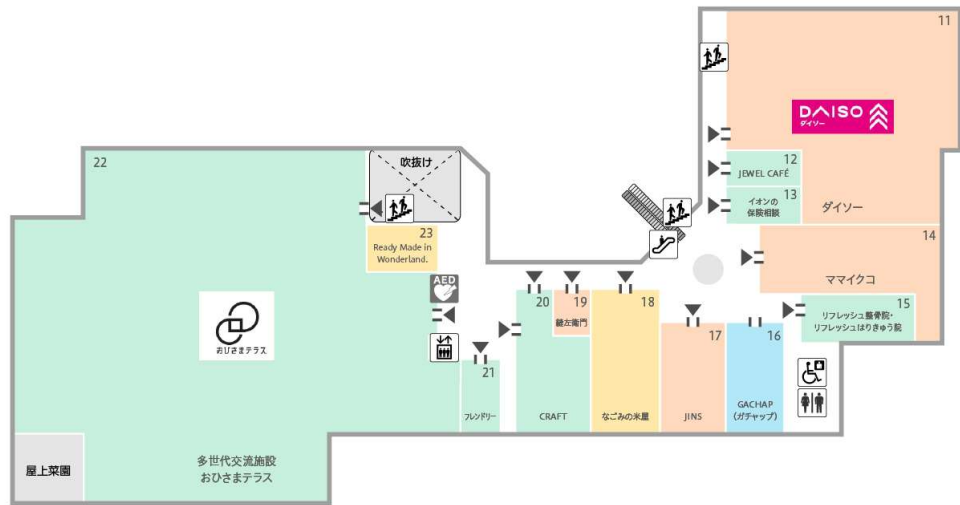 11
DAISO
ダイソー
22
吹抜け
12
JEWEL CAFÉ
13
イオンの
保険相談
ダイソー
23
Ready Made in
Wonderland.
14
ママイクコ
AED
20
19
18
15
リフレッシュ整骨院・
リフレッシュはりきゅう院
おひさまテラス
17
16
21
フレンドリー
CRAFT
なごみの米屋
JINS
GACHAP
(ガチャップ)
屋上菜園
多世代交流施設
おひさまテラス